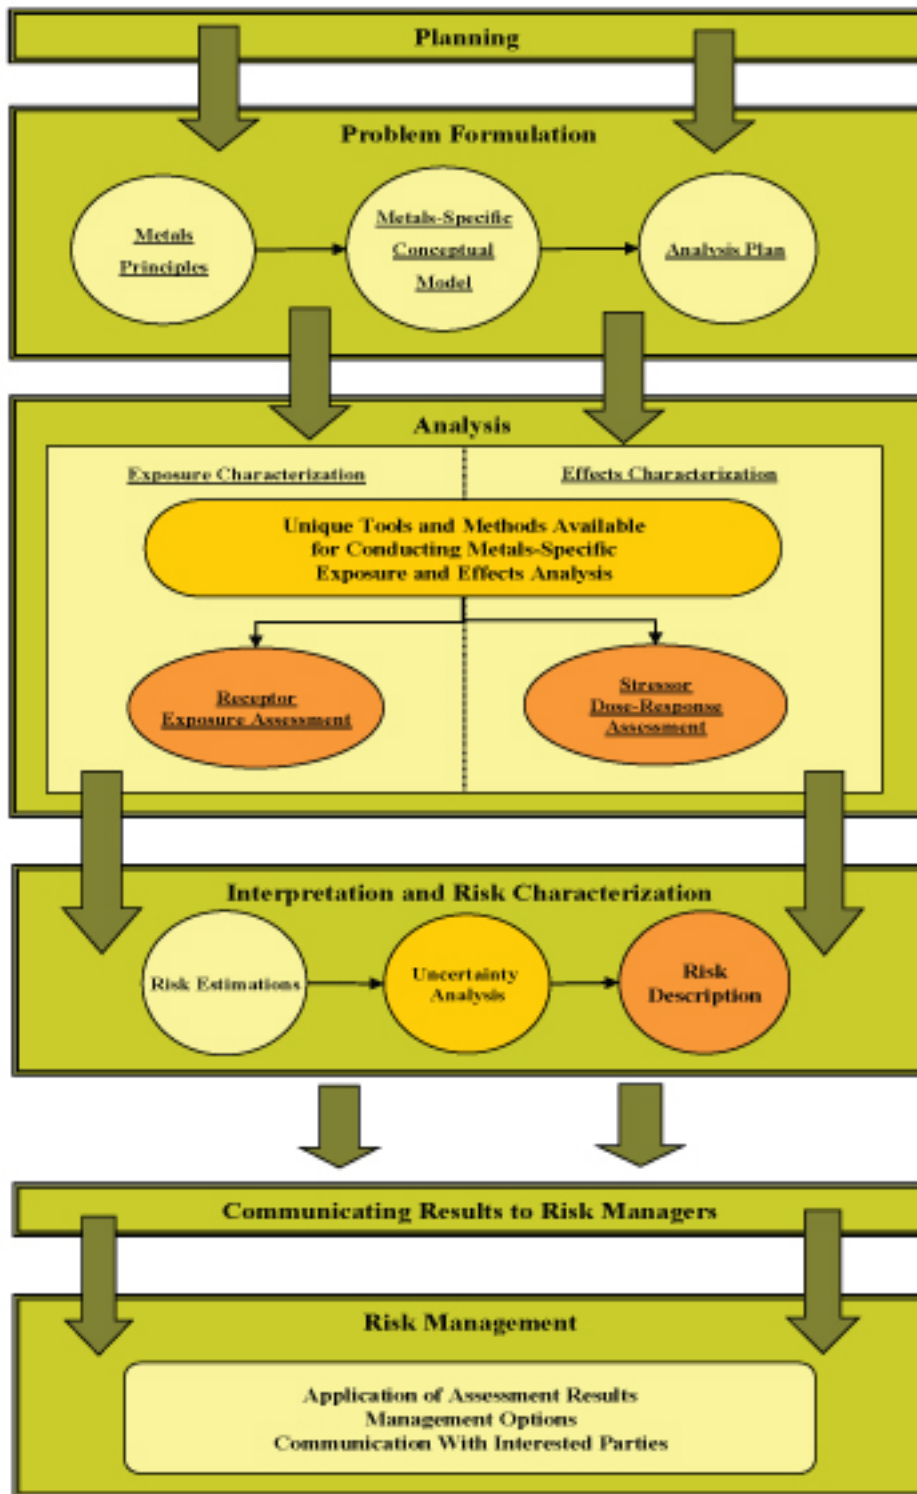 Planning
Problem Formulation
Metals
Principles
Metals-Specific
Conceptual
Model
Analysis Plan
Analysis
Exposure Characterization
Effects Characterization
Unique Tools and Methods Available
for Conducting Metals-Specific
Exposure and Effects Analysis
Receptor
Exposure Assessment
Stressor
Dose-Response
Assessment
Interpretation and Risk Characterization
Risk Estimations
Uncertainty
Analysis
Risk
Description
Communicating Results to Risk Managers
Risk Management
Application of Assessment Results
Management Options
Communication With Interested Parties